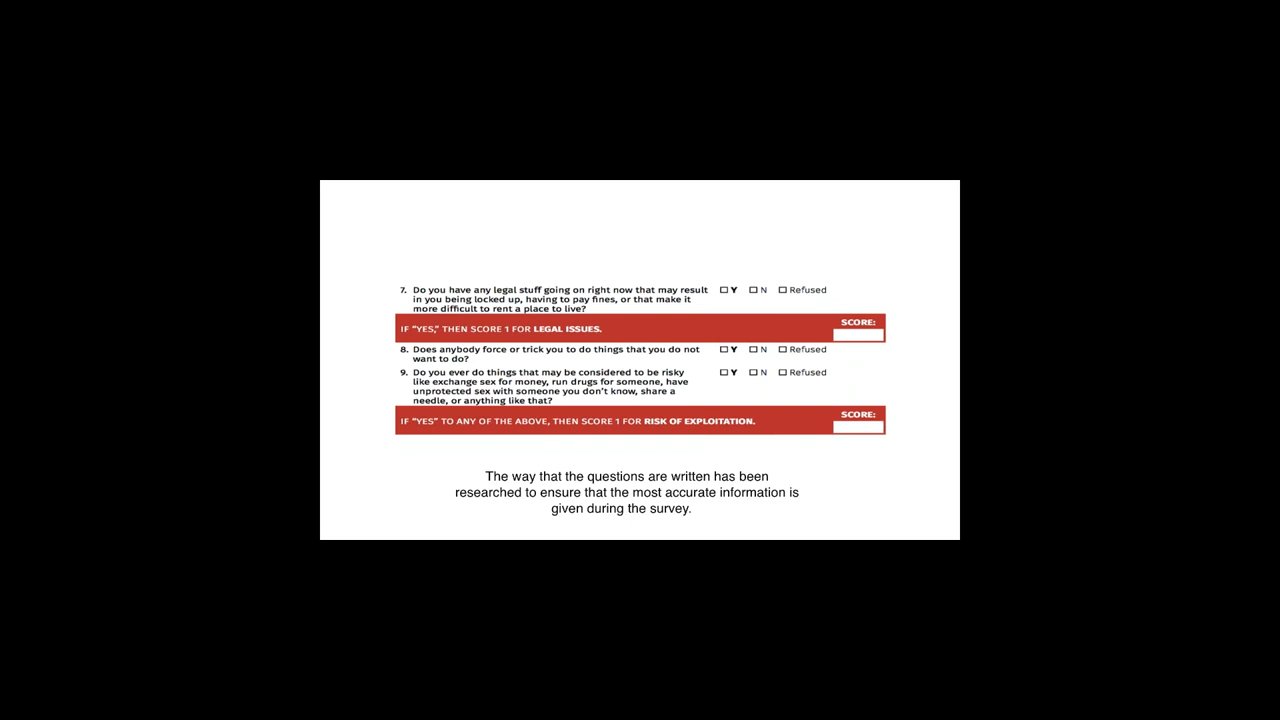 7. Do you have any legal stuff going on right now that may result ☐ Y ☐ N ☐ Refused
in you being locked up, having to pay fines, or that make it
more difficult to rent a place to live?
IF “YES,” THEN SCORE 1 FOR LEGAL ISSUES. SCORE:
8. Does anybody force or trick you to do things that you do not ☐ Y ☐ N ☐ Refused
want to do?
9. Do you ever do things that may be considered to be risky ☐ Y ☐ N ☐ Refused
like exchange sex for money, run drugs for someone, have
unprotected sex with someone you don’t know, share a
needle, or anything like that?
IF “YES” TO ANY OF THE ABOVE, THEN SCORE 1 FOR RISK OF EXPLOITATION. SCORE:
The way that the questions are written has been
researched to ensure that the most accurate information is
given during the survey.